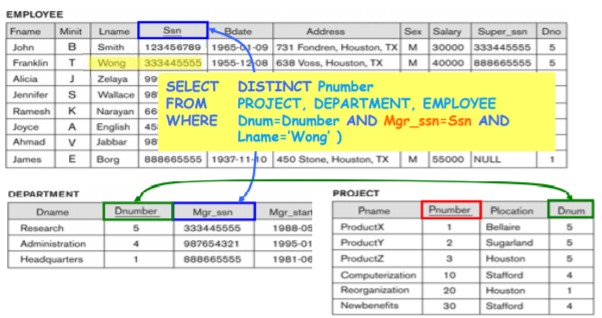 EMPLOYEE
Fname Minit Lname Ssn Bdate Address Sex Salary Super_ssn Dno
John B Smith 123456789 1965-01-09 731 Fondren, Houston, TX M 30000 333445555 5
Franklin T Wong 333445555 1955-12-08 638 Voss, Houston, TX M 40000 888665555 5
Alicia J Zelaya 99
Jennifer S Wallace 98
Ramesh K Narayan 66
Joyce A English 45
Ahmad V Jabbar 98
James E Borg 888665555 1937-11-10 450 Stone, Houston, TX M 55000 NULL 1
SELECT DISTINCT Pnumber
FROM PROJECT, DEPARTMENT, EMPLOYEE
WHERE Dnum=Dnumber AND Mgr_ssn=Ssn AND
Lname='Wong' )
DEPARTMENT
Dname Dnumber Mgr_ssn Mgr_start
Research 5 333445555 1988-05
Administration 4 987654321 1995-01
Headquarters 1 888665555 1981-06
PROJECT
Pname Pnumber Plocation Dnum
ProductX 1 Bellaire 5
ProductY 2 Sugarland 5
ProductZ 3 Houston 5
Computerization 10 Stafford 4
Reorganization 20 Houston 1
Newbenefits 30 Stafford 4